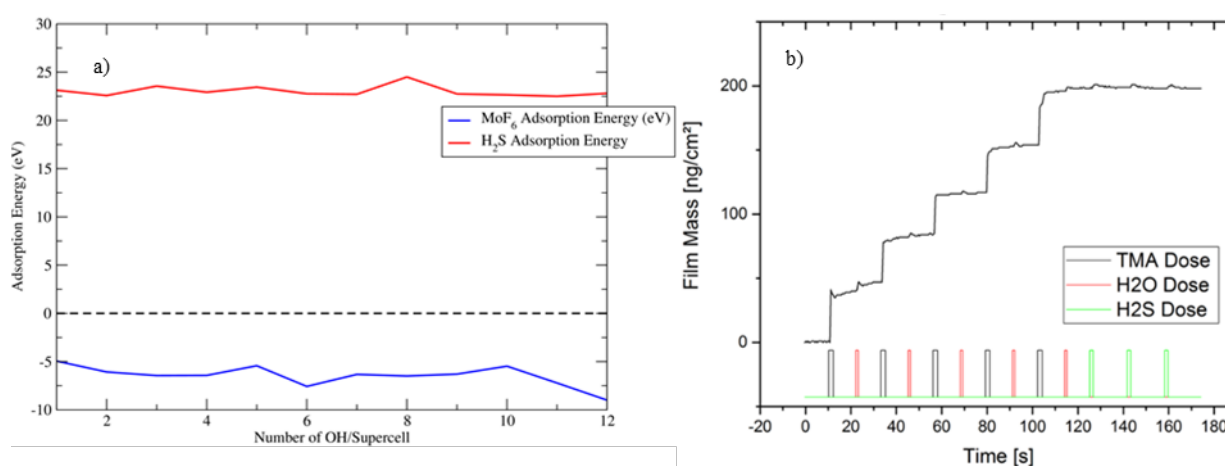 a)
Adsorption Energy (eV)
30
25
20
15
10
5
0
-5
-10
2
4
6
8
10
12
Number of OH/Supercell
MoF₆ Adsorption Energy (eV)
H₂S Adsorption Energy
b)
Film Mass [ng/cm²]
200
100
0
-20
0
20
40
60
80
100
120
140
160
180
Time [s]
TMA Dose
H2O Dose
H2S Dose